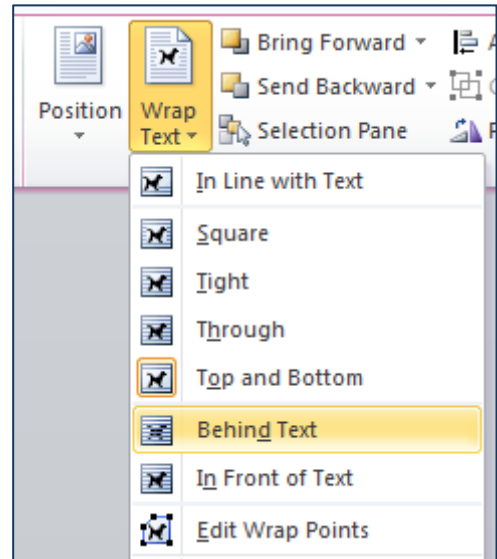 Bring Forward
Send Backward
Position
Wrap
Text
Selection Pane
In Line with Text
Square
Tight
Through
Top and Bottom
Behind Text
In Front of Text
Edit Wrap Points